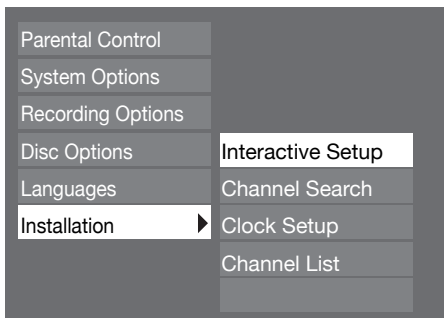 Parental Control
System Options
Recording Options
Disc Options
Languages
Installation
Interactive Setup
Channel Search
Clock Setup
Channel List